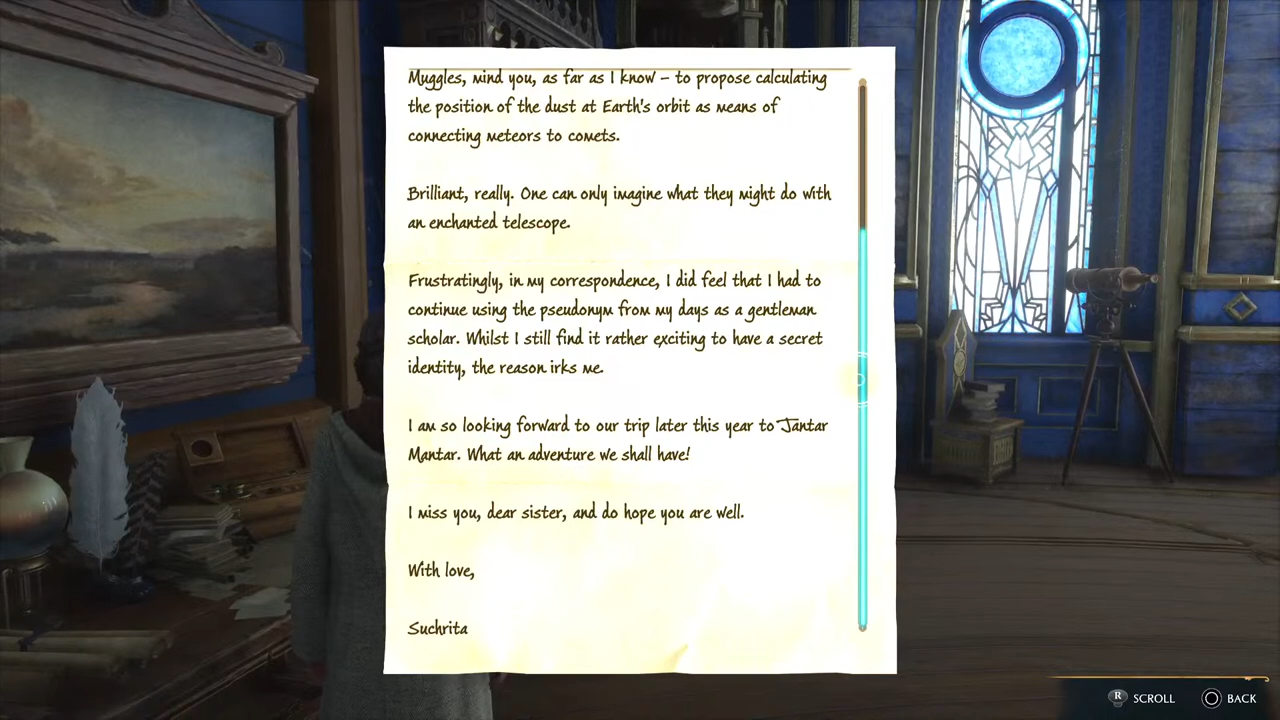 Muggles, mind you, as far as I know – to propose calculating
the position of the dust at Earth's orbit as means of
connecting meteors to comets.
Brilliant, really. One can only imagine what they might do with
an enchanted telescope.
Frustratingly, in my correspondence, I did feel that I had to
continue using the pseudonym from my days as a gentleman
scholar. Whilst I still find it rather exciting to have a secret
identity, the reason irks me.
I am so looking forward to our trip later this year to Jantar
Mantar. What an adventure we shall have!
I miss you, dear sister, and do hope you are well.
With love,
Suchrita
R SCROLL BACK